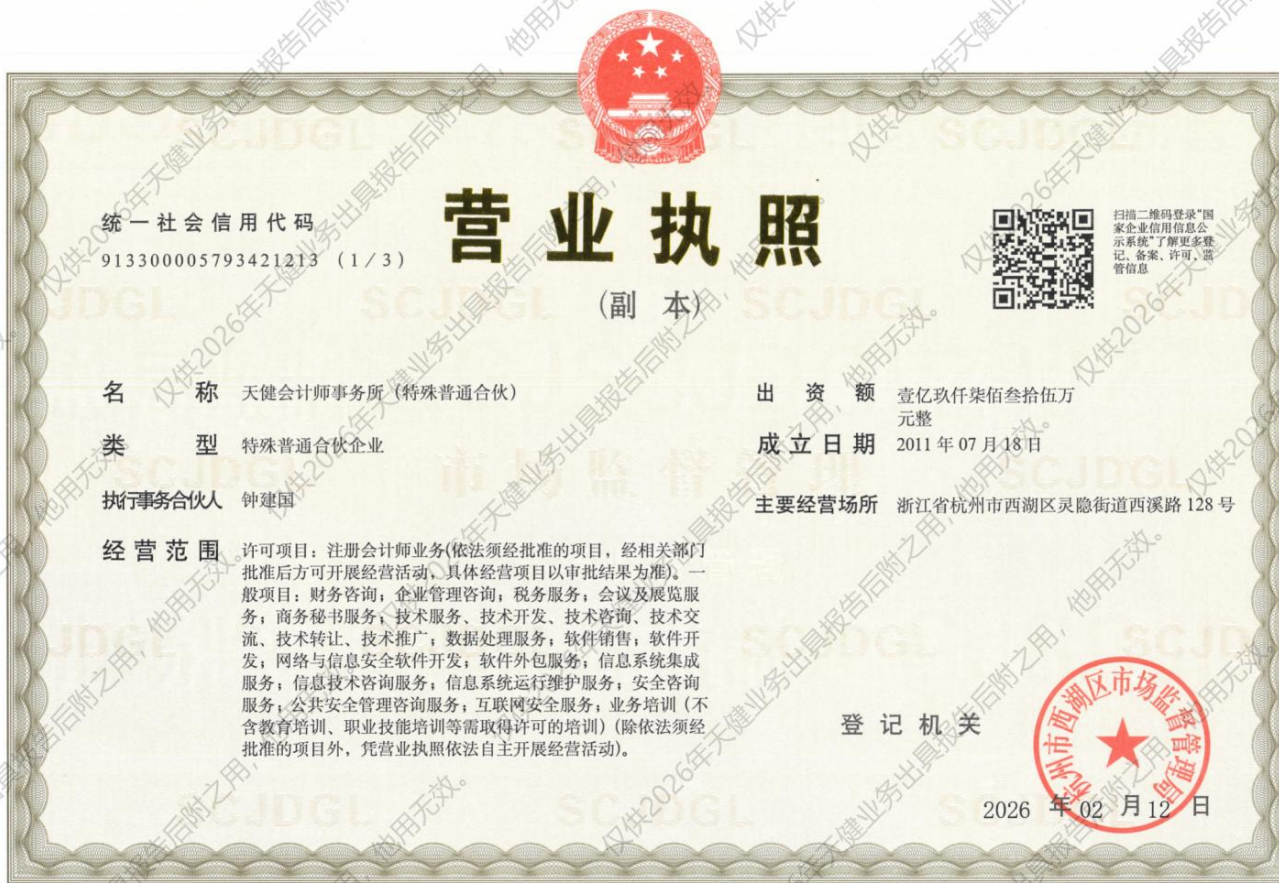 营业执照
(副 本)
统一社会信用代码
913300005793421213 (1/3)
扫描二维码登录“国
家企业信用信息公
示系统”了解更多登
记、备案、许可、监
管信息
名 称 天健会计师事务所（特殊普通合伙）
类 型 特殊普通合伙企业
执行事务合伙人 钟建国
经营范围 许可项目：注册会计师业务(依法须经批准的项目，经相关部门
批准后方可开展经营活动，具体经营项目以审批结果为准)。一
般项目：财务咨询；企业管理咨询；税务服务；会议及展览服
务；商务秘书服务；技术服务、技术开发、技术咨询、技术交
流、技术转让、技术推广；数据处理服务；软件销售；软件开
发；网络与信息安全软件开发；软件外包服务；信息系统集成
服务；信息技术咨询服务；信息系统运行维护服务；安全咨询
服务；公共安全管理咨询服务；互联网安全服务；业务培训（不
含教育培训、职业技能培训等需取得许可的培训）(除依法须经
批准的项目外，凭营业执照依法自主开展经营活动)。
出 资 额 壹亿玖仟柒佰叁拾伍万
元整
成立日期 2011年07月18日
主要经营场所 浙江省杭州市西湖区灵隐街道西溪路128号
登记机关
杭州市西湖区市场监督管理局
2026 年 02 月 12 日
市场监督管理
SCJDGL
仅供2026年天健业务出具报告后附之用，他用无效。